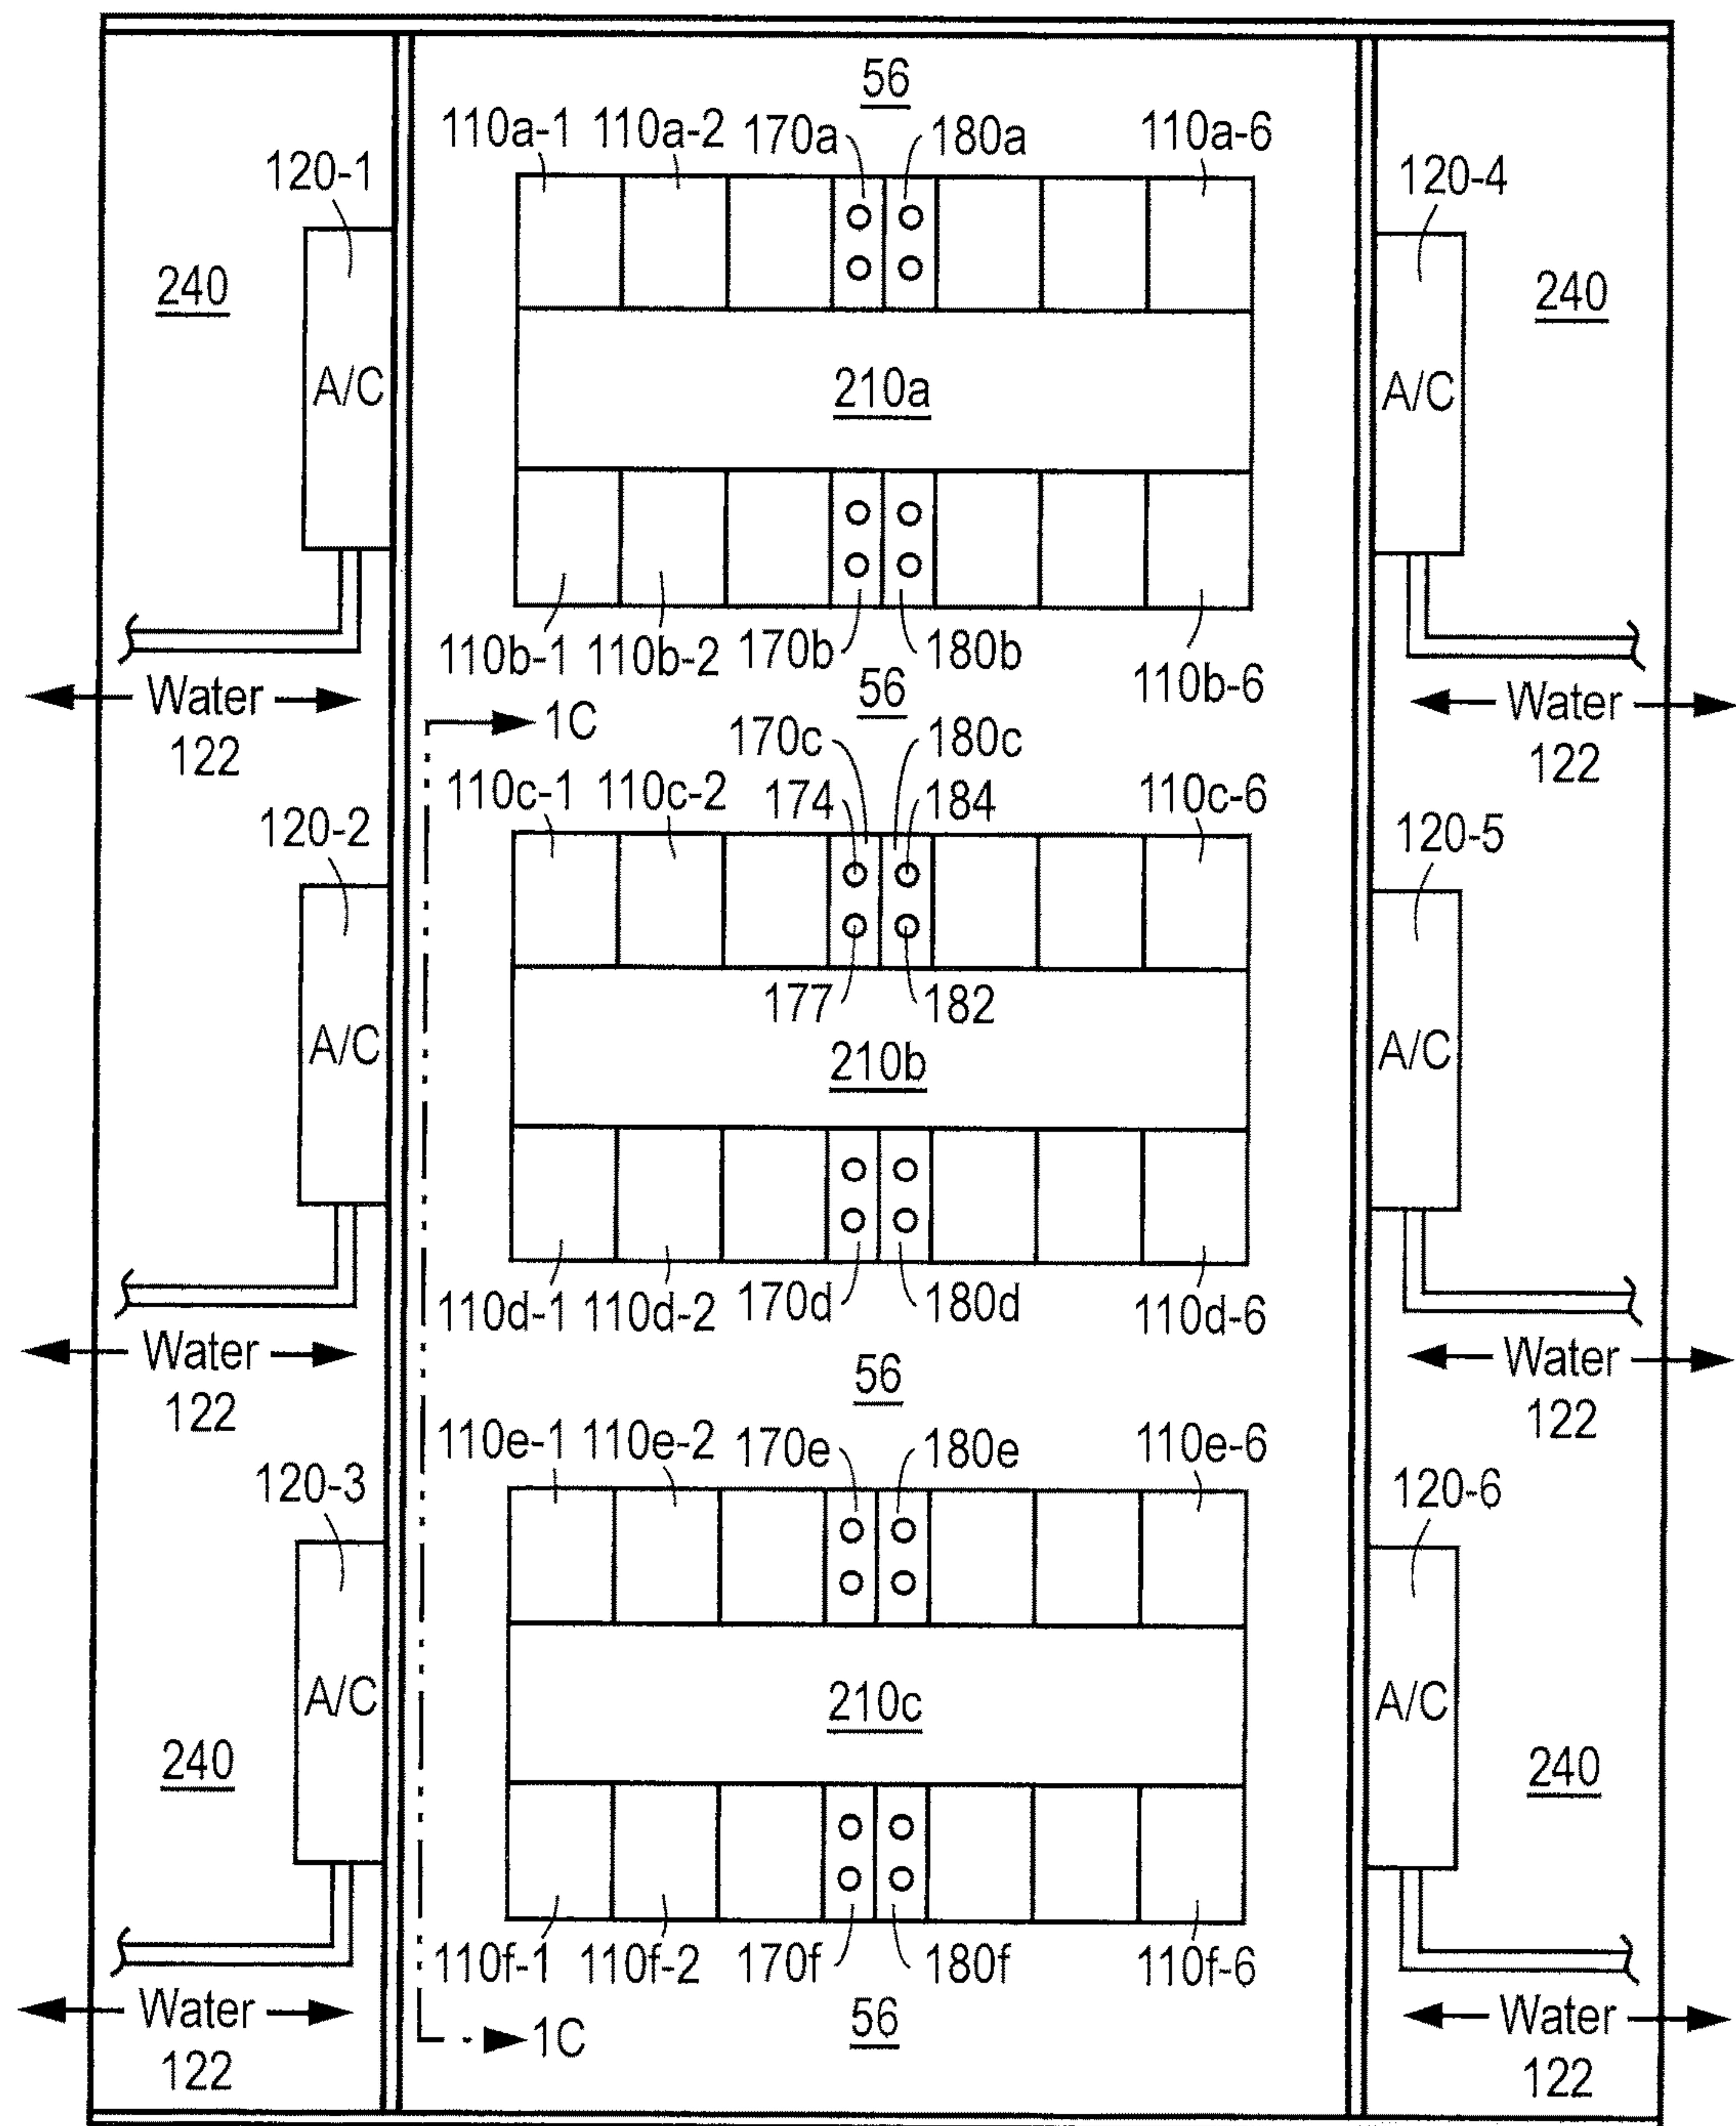 56
110a-1 110a-2 170a 180a 110a-6
120-1
120-4
240
240
A/C
210a
A/C
110b-1 110b-2 170b 180b 110b-6
56
Water
122
Water
122
1C
170c 180c
110c-1 110c-2 174 184 110c-6
120-2
120-5
177 182
A/C
210b
A/C
110d-1 110d-2 170d 180d 110d-6
Water
122
Water
122
56
110e-1 110e-2 170e 180e 110e-6
120-3
120-6
A/C
210c
A/C
240
240
110f-1 110f-2 170f 180f 110f-6
Water
122
Water
122
56
1C